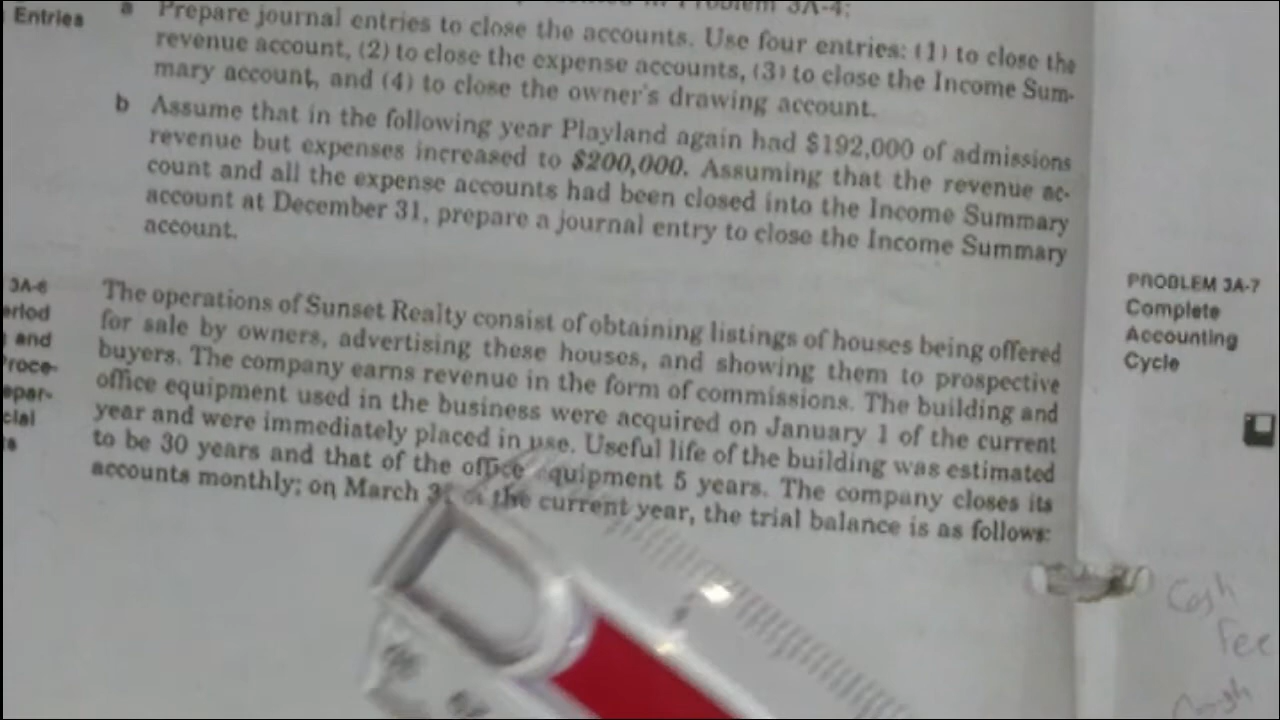 Problem 3A-4:
Entries
a Prepare journal entries to close the accounts. Use four entries: (1) to close the
revenue account, (2) to close the expense accounts, (3) to close the Income Sum-
mary account, and (4) to close the owner's drawing account.
b Assume that in the following year Playland again had $192,000 of admissions
revenue but expenses increased to $200,000. Assuming that the revenue ac-
count and all the expense accounts had been closed into the Income Summary
account at December 31, prepare a journal entry to close the Income Summary
account.
3A-6
eriod
and
Proce-
epar-
cial
The operations of Sunset Realty consist of obtaining listings of houses being offered
for sale by owners, advertising these houses, and showing them to prospective
buyers. The company earns revenue in the form of commissions. The building and
office equipment used in the business were acquired on January 1 of the current
year and were immediately placed in use. Useful life of the building was estimated
to be 30 years and that of the office equipment 5 years. The company closes its
accounts monthly; on March the current year, the trial balance is as follows:
PROBLEM 3A-7
Complete
Accounting
Cycle
Cash
Fee